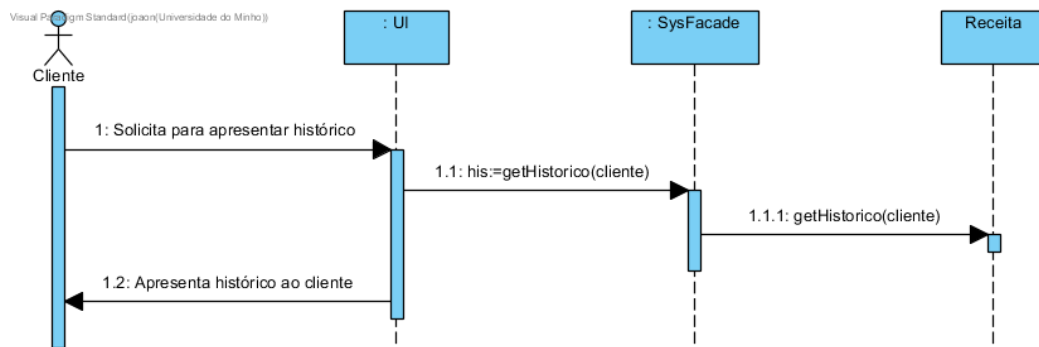 Visual Paradigm Standard(joaon(Universidade do Minho))
: UI
: SysFacade
Receita
Cliente
1: Solicita para apresentar histórico
1.1: his:=getHistorico(cliente)
1.1.1: getHistorico(cliente)
1.2: Apresenta histórico ao cliente